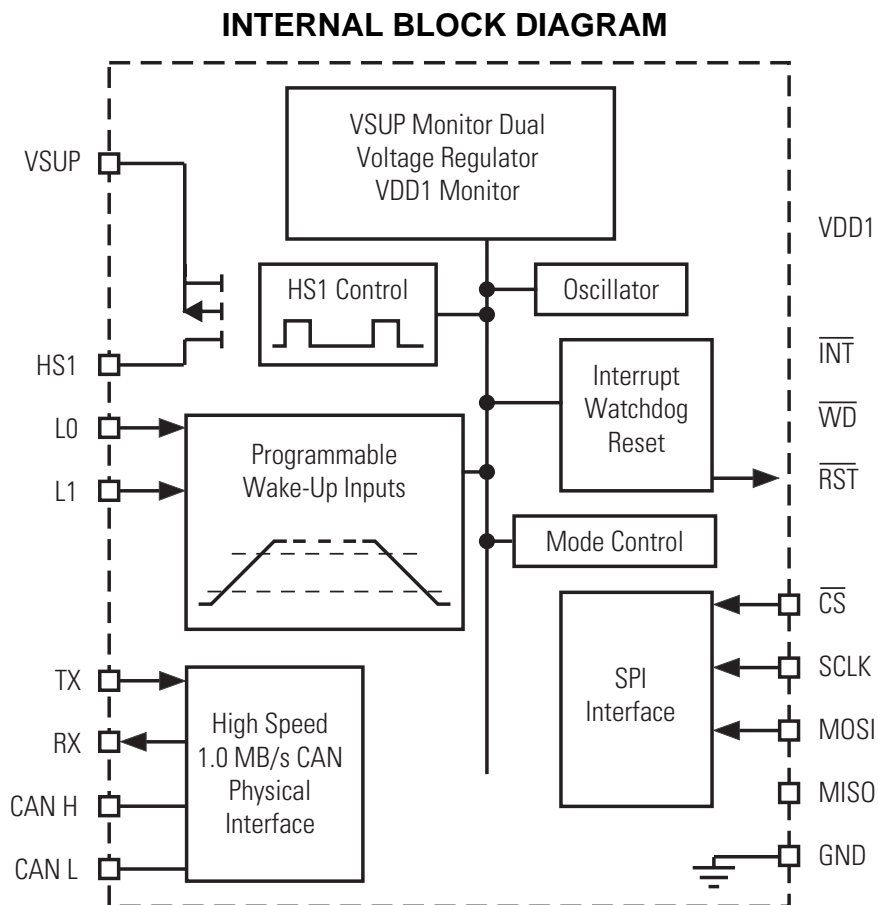 INTERNAL BLOCK DIAGRAM
VSUP Monitor Dual
Voltage Regulator
VDD1 Monitor
VSUP
VDD1
HS1 Control
Oscillator
HS1
INT
Interrupt
Watchdog
Reset
L0
WD
Programmable
Wake-Up Inputs
L1
RST
Mode Control
CS
TX
SCLK
SPI
Interface
High Speed
1.0 MB/s CAN
Physical
Interface
RX
MOSI
CAN H
MISO
CAN L
GND